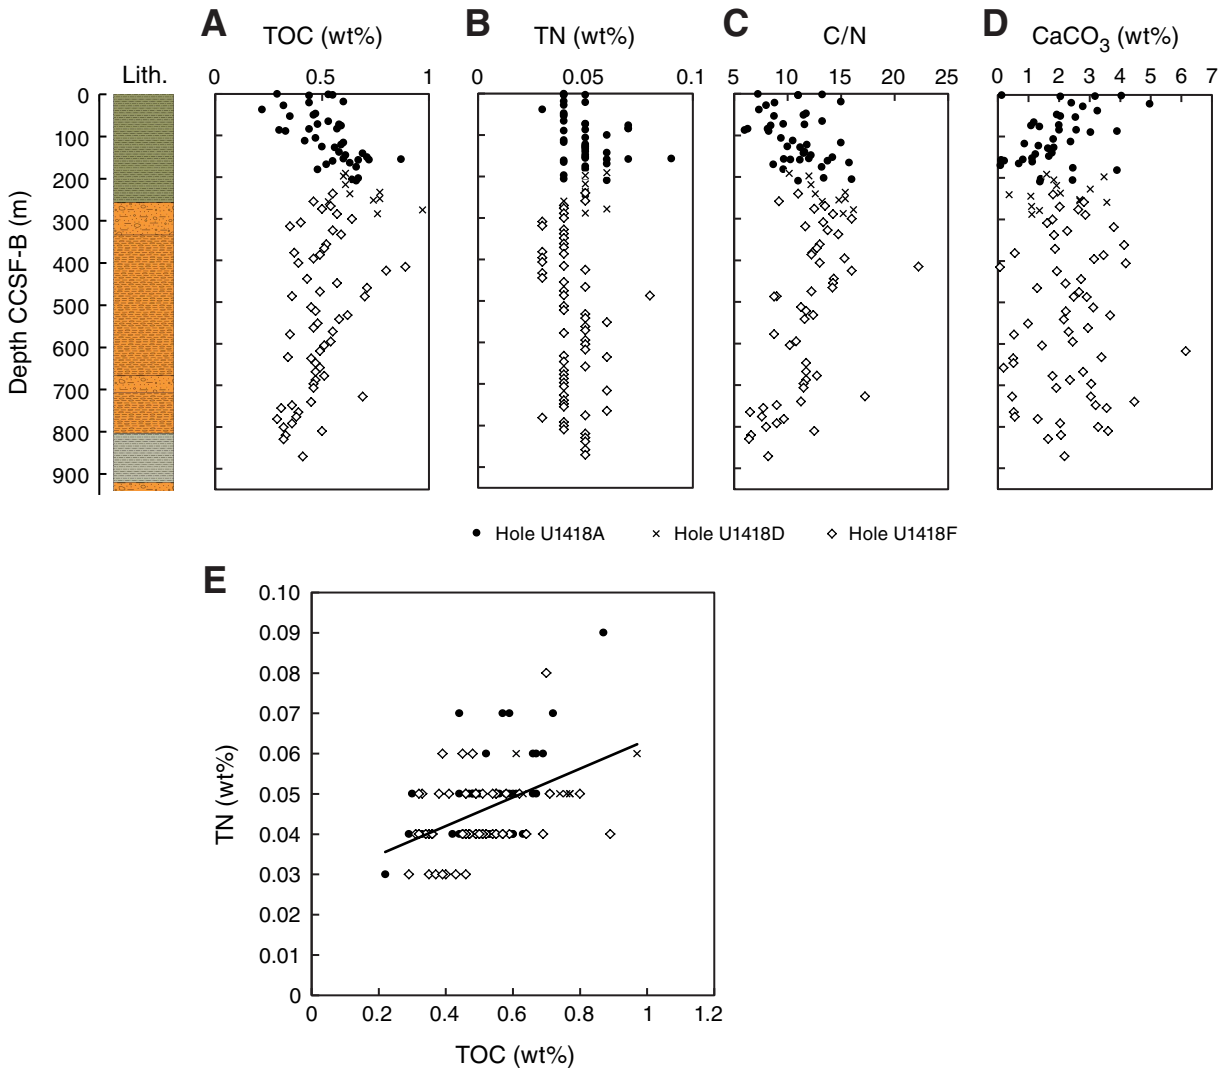 A B C D
TOC (wt%) TN (wt%) C/N CaCO3 (wt%)
Lith.
0 0.5 1 0 0.05 0.1 5 10 15 20 25 0 1 2 3 4 5 6 7
0
100
200
300
400
500
600
700
800
900
Depth CCSF-B (m)
Hole U1418A Hole U1418D Hole U1418F
E
0.10
0.09
0.08
0.07
0.06
0.05
0.04
0.03
0.02
0.01
0
TN (wt%)
0 0.2 0.4 0.6 0.8 1 1.2
TOC (wt%)